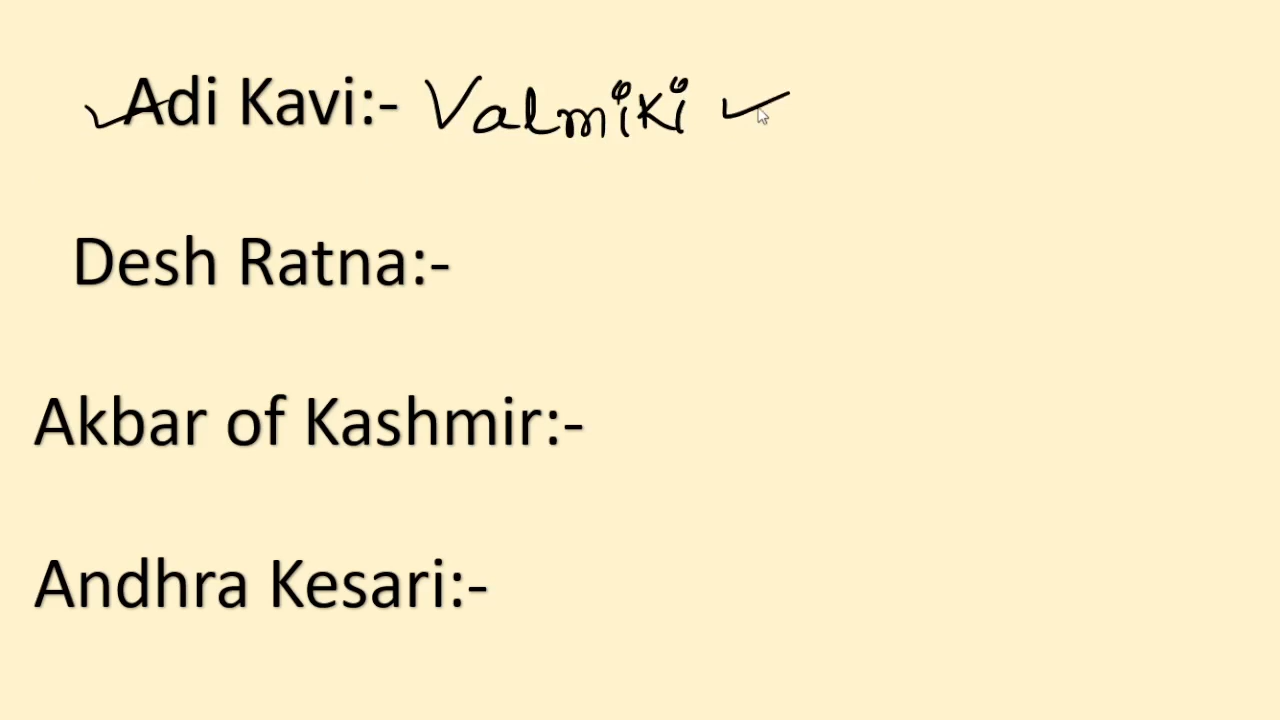 Adi Kavi:- Valmiki
Desh Ratna:-
Akbar of Kashmir:-
Andhra Kesari:-